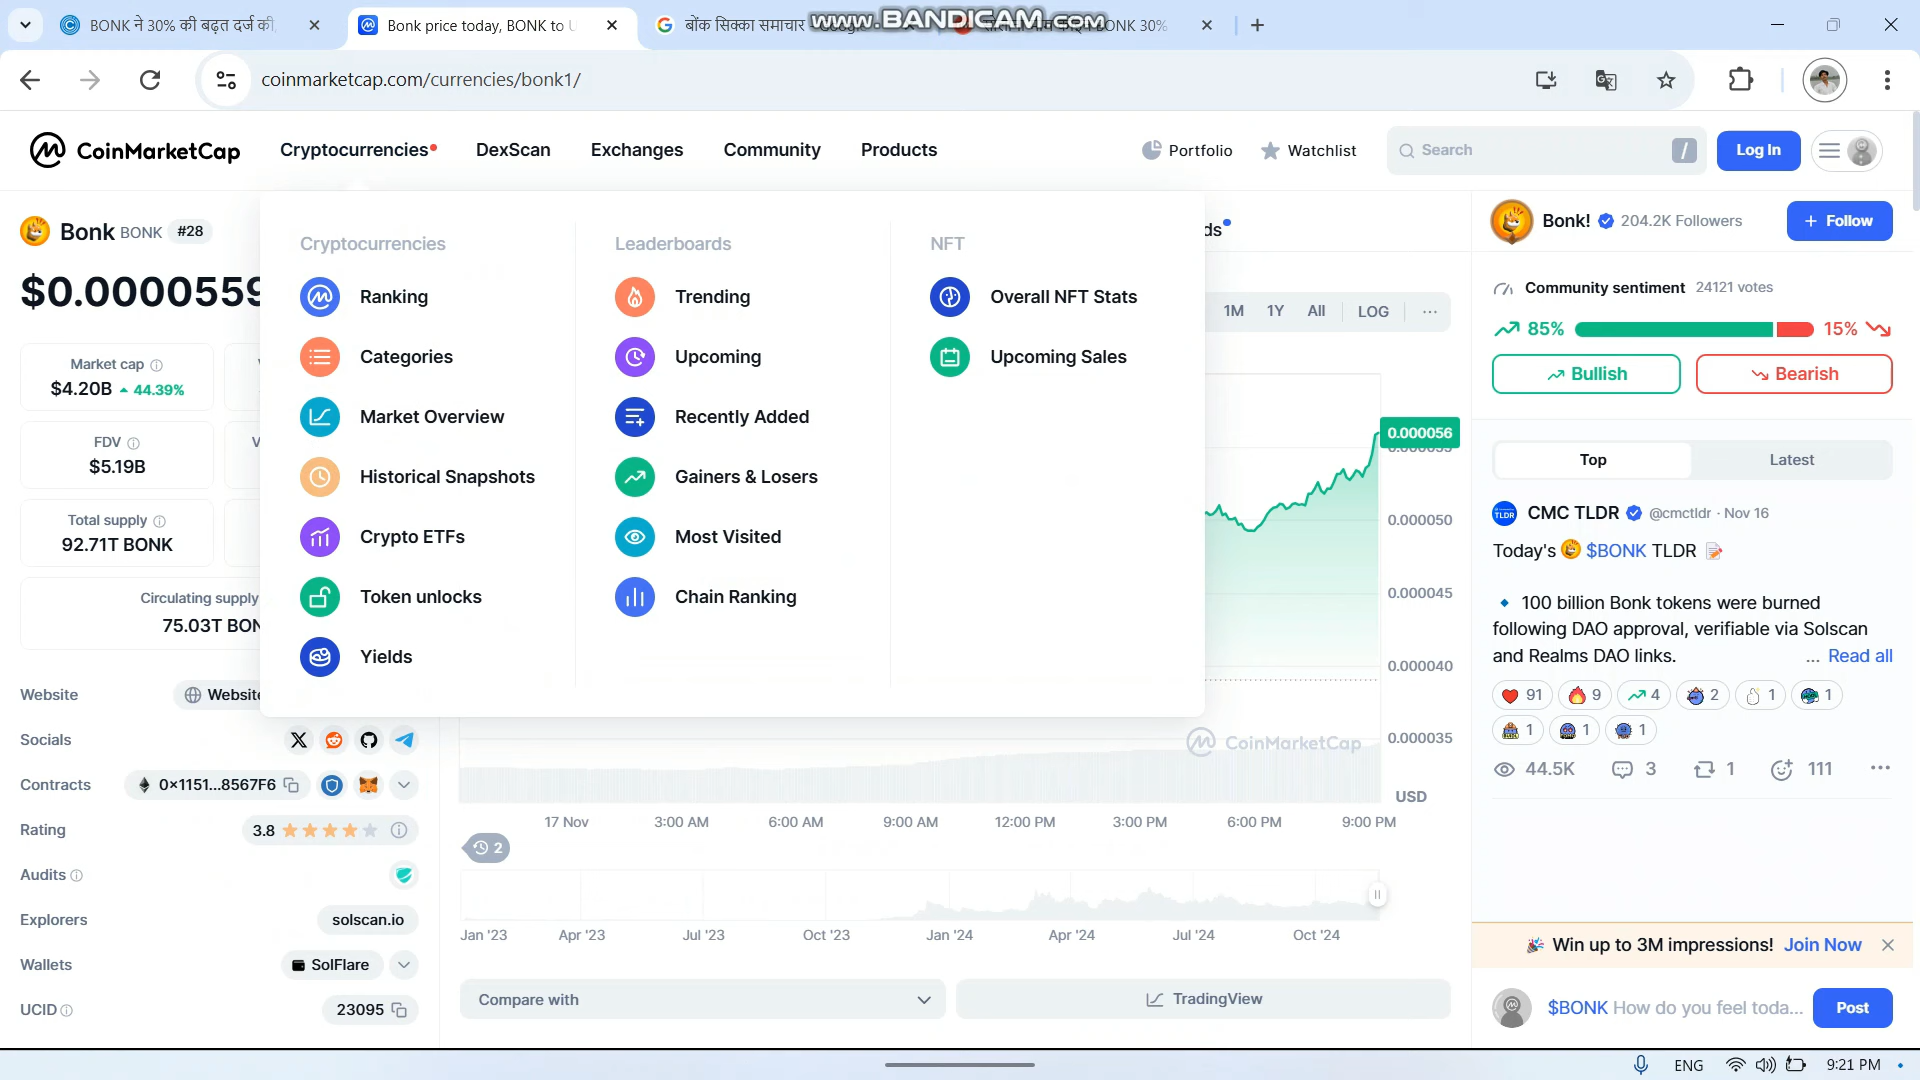 BONK ने 30% की बढ़त दर्ज की,
Bonk price today, BONK to U
बोंक सिक्का समाचार - Google
BONK 30%
www.BANDICAM.com
coinmarketcap.com/currencies/bonk1/
CoinMarketCap
Cryptocurrencies
DexScan
Exchanges
Community
Products
Portfolio
Watchlist
Search
/
Log In
Bonk BONK #28
$0.0000559
Market cap
$4.20B 44.39%
FDV
$5.19B
Total supply
92.71T BONK
Circulating supply
75.03T BON
V
Website
Website
Socials
Contracts
0x1151...8567F6
Rating
3.8
Audits
Explorers
solscan.io
Wallets
SolFlare
UCID
23095
Cryptocurrencies
Ranking
Categories
Market Overview
Historical Snapshots
Crypto ETFs
Token unlocks
Yields
Leaderboards
Trending
Upcoming
Recently Added
Gainers & Losers
Most Visited
Chain Ranking
NFT
Overall NFT Stats
Upcoming Sales
ds
1M 1Y All LOG ...
0.000056
0.000055
0.000050
0.000045
0.000040
0.000035
CoinMarketCap
USD
17 Nov 3:00 AM 6:00 AM 9:00 AM 12:00 PM 3:00 PM 6:00 PM 9:00 PM
2
Jan '23 Apr '23 Jul '23 Oct '23 Jan '24 Apr '24 Jul '24 Oct '24
Compare with
TradingView
Bonk! 204.2K Followers
+ Follow
Community sentiment 24121 votes
85%
15%
Bullish
Bearish
Top
Latest
TLDR
CMC TLDR @cmctldr · Nov 16
Today's $BONK TLDR
100 billion Bonk tokens were burned
following DAO approval, verifiable via Solscan
and Realms DAO links.
... Read all
91 9 4 2 1 1
1 1 1
44.5K 3 1 111 ...
Win up to 3M impressions! Join Now
$BONK How do you feel toda...
Post
ENG
9:21 PM